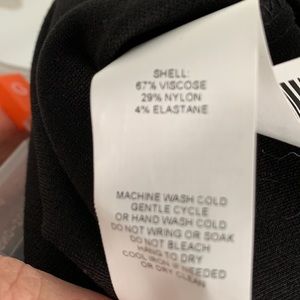 SHELL:
67% VISCOSE
29% NYLON
4% ELASTANE
MACHINE WASH COLD
GENTLE CYCLE
OR HAND WASH COLD
DO NOT WRING OR SOAK
DO NOT BLEACH
HANG TO DRY
COOL IRON IF NEEDED
OR DRY CLEAN